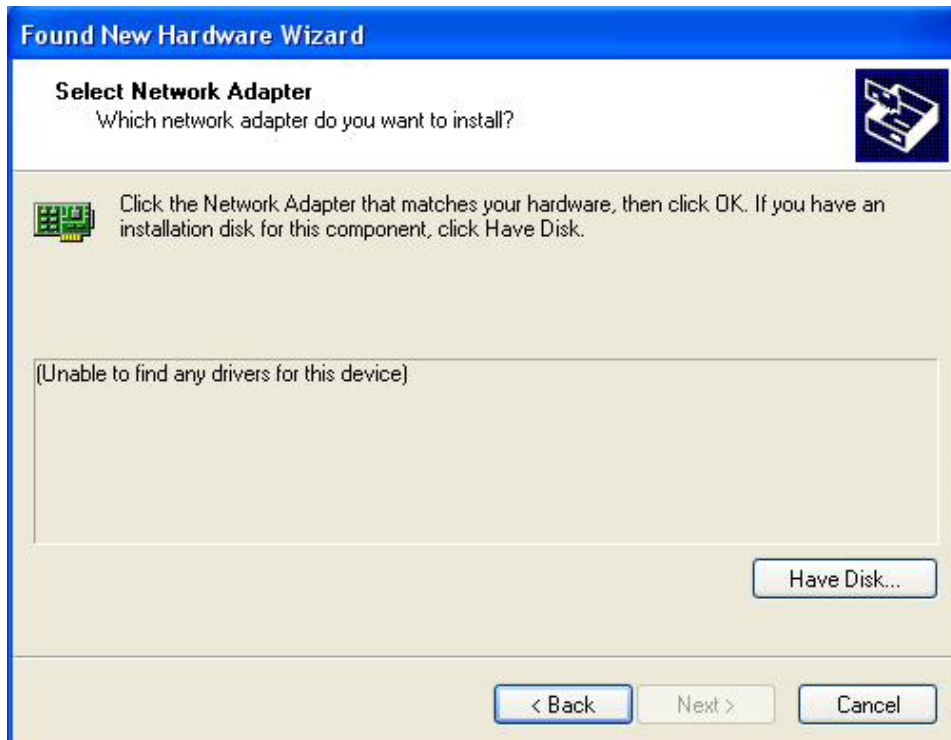 Found New Hardware Wizard
Select Network Adapter
Which network adapter do you want to install?
Click the Network Adapter that matches your hardware, then click OK. If you have an
installation disk for this component, click Have Disk.
(Unable to find any drivers for this device)
Have Disk...
< Back
Next >
Cancel